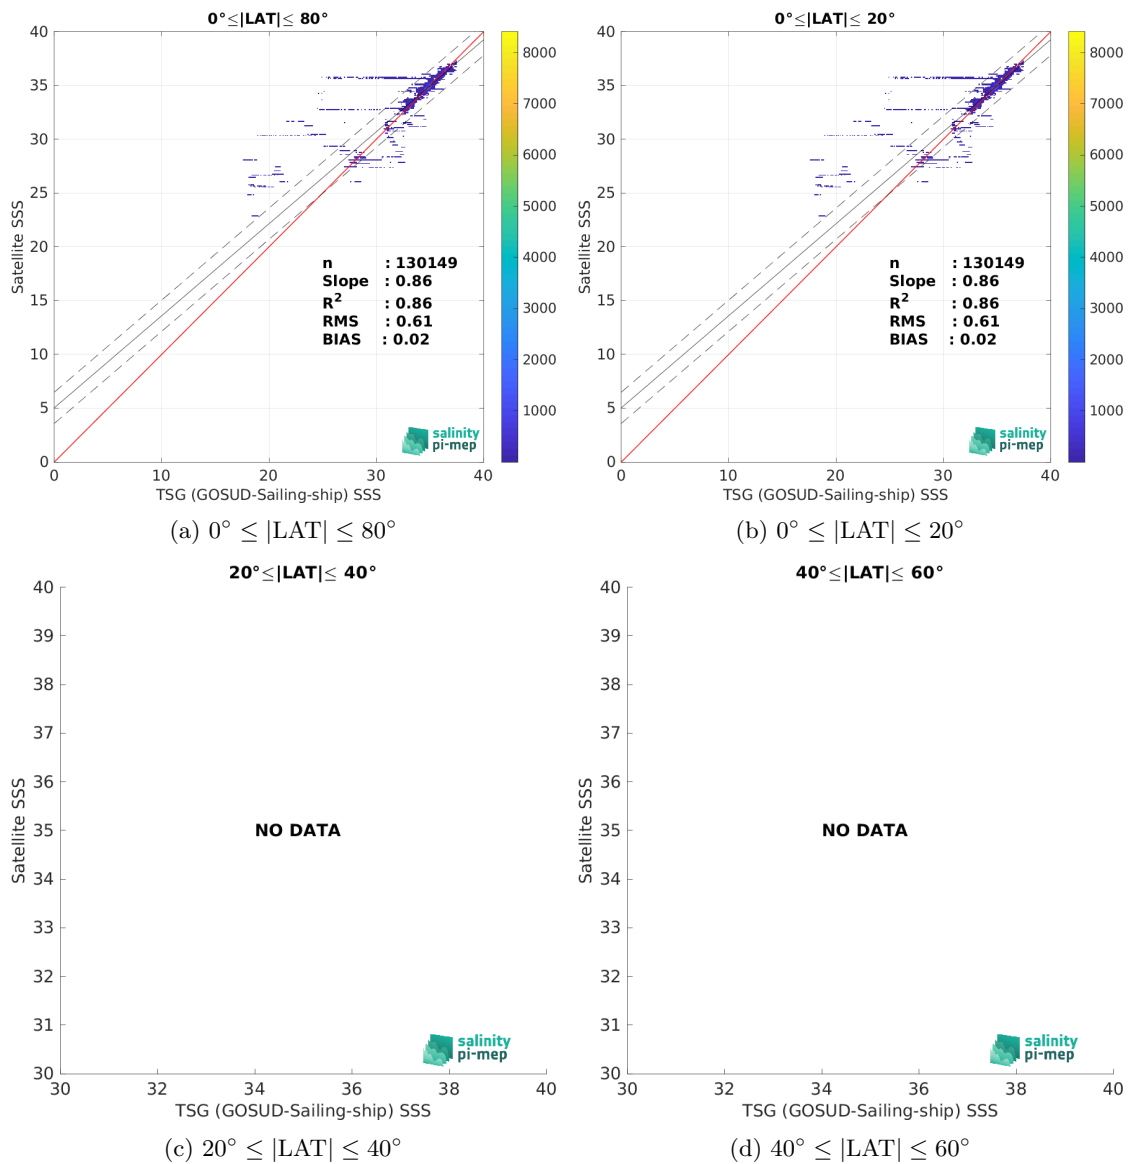 0°≤|LAT|≤ 80°
40
35
30
25
20
15
10
5
0
Satellite SSS
0
10
20
30
40
TSG (GOSUD-Sailing-ship) SSS
8000
7000
6000
5000
4000
3000
2000
1000
n : 130149
Slope : 0.86
R² : 0.86
RMS : 0.61
BIAS : 0.02
salinity
pi-mep
(a) 0° ≤ |LAT| ≤ 80°
0°≤|LAT|≤ 20°
40
35
30
25
20
15
10
5
0
Satellite SSS
0
10
20
30
40
TSG (GOSUD-Sailing-ship) SSS
8000
7000
6000
5000
4000
3000
2000
1000
n : 130149
Slope : 0.86
R² : 0.86
RMS : 0.61
BIAS : 0.02
salinity
pi-mep
(b) 0° ≤ |LAT| ≤ 20°
20°≤|LAT|≤ 40°
40
39
38
37
36
35
34
33
32
31
30
Satellite SSS
NO DATA
salinity
pi-mep
30
32
34
36
38
40
TSG (GOSUD-Sailing-ship) SSS
(c) 20° ≤ |LAT| ≤ 40°
40°≤|LAT|≤ 60°
40
39
38
37
36
35
34
33
32
31
30
Satellite SSS
NO DATA
salinity
pi-mep
30
32
34
36
38
40
TSG (GOSUD-Sailing-ship) SSS
(d) 40° ≤ |LAT| ≤ 60°